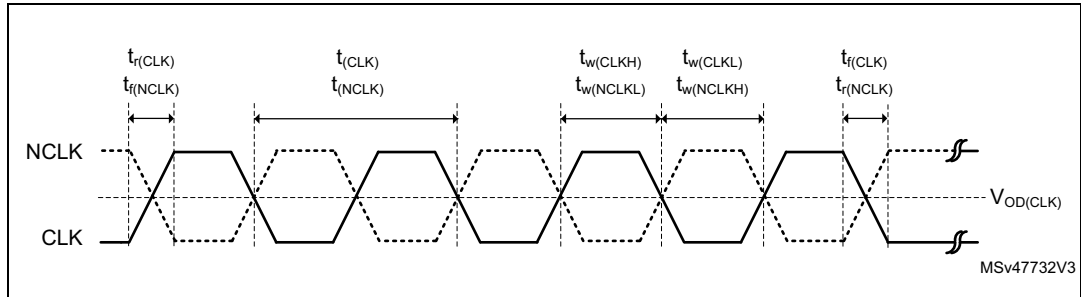 t_r(CLK)
t_f(NCLK)
t_(CLK)
t_(NCLK)
t_w(CLKH)
t_w(NCLKL)
t_w(CLKL)
t_w(NCLKH)
t_f(CLK)
t_r(NCLK)
NCLK
V_OD(CLK)
CLK
MSv47732V3